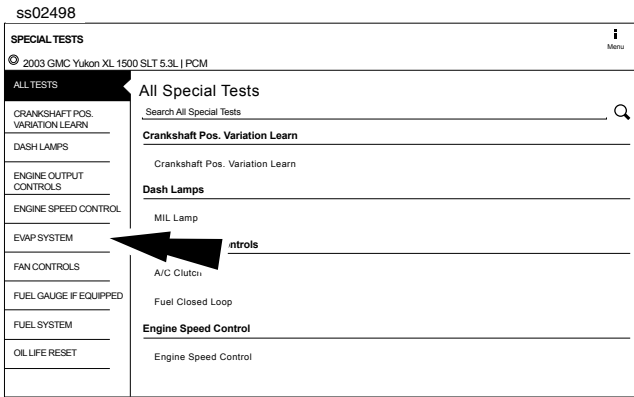 ss02498
SPECIAL TESTS
i
Menu
2003 GMC Yukon XL 1500 SLT 5.3L | PCM
ALL TESTS
CRANKSHAFT POS.
VARIATION LEARN
DASH LAMPS
ENGINE OUTPUT
CONTROLS
ENGINE SPEED CONTROL
EVAP SYSTEM
FAN CONTROLS
FUEL GAUGE IF EQUIPPED
FUEL SYSTEM
OIL LIFE RESET
All Special Tests
Search All Special Tests
Crankshaft Pos. Variation Learn
Crankshaft Pos. Variation Learn
Dash Lamps
MIL Lamp
A/C Clutch
Fuel Closed Loop
Engine Speed Control
Engine Speed Control